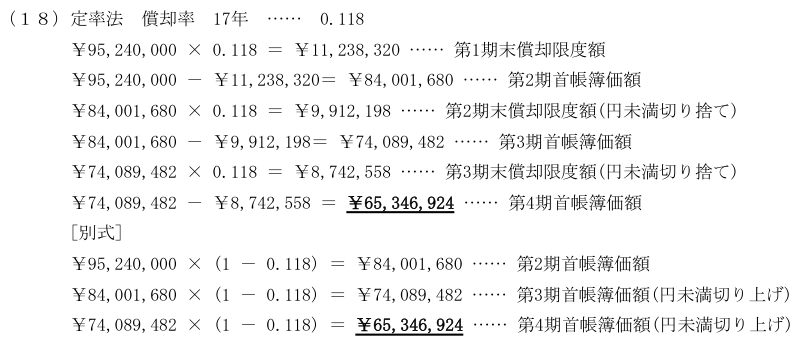 （１８）定率法　償却率　17年　……　0.118
￥95,240,000 × 0.118 ＝ ￥11,238,320 …… 第1期末償却限度額
￥95,240,000 － ￥11,238,320＝ ￥84,001,680 …… 第2期首帳簿価額
￥84,001,680 × 0.118 ＝ ￥9,912,198 …… 第2期末償却限度額(円未満切り捨て)
￥84,001,680 － ￥9,912,198＝ ￥74,089,482 …… 第3期首帳簿価額
￥74,089,482 × 0.118 ＝ ￥8,742,558 …… 第3期末償却限度額(円未満切り捨て)
￥74,089,482 － ￥8,742,558 ＝ ￥65,346,924 …… 第4期首帳簿価額
[別式]
￥95,240,000 × (1 － 0.118) ＝ ￥84,001,680 …… 第2期首帳簿価額
￥84,001,680 × (1 － 0.118) ＝ ￥74,089,482 …… 第3期首帳簿価額(円未満切り上げ)
￥74,089,482 × (1 － 0.118) ＝ ￥65,346,924 …… 第4期首帳簿価額(円未満切り上げ)